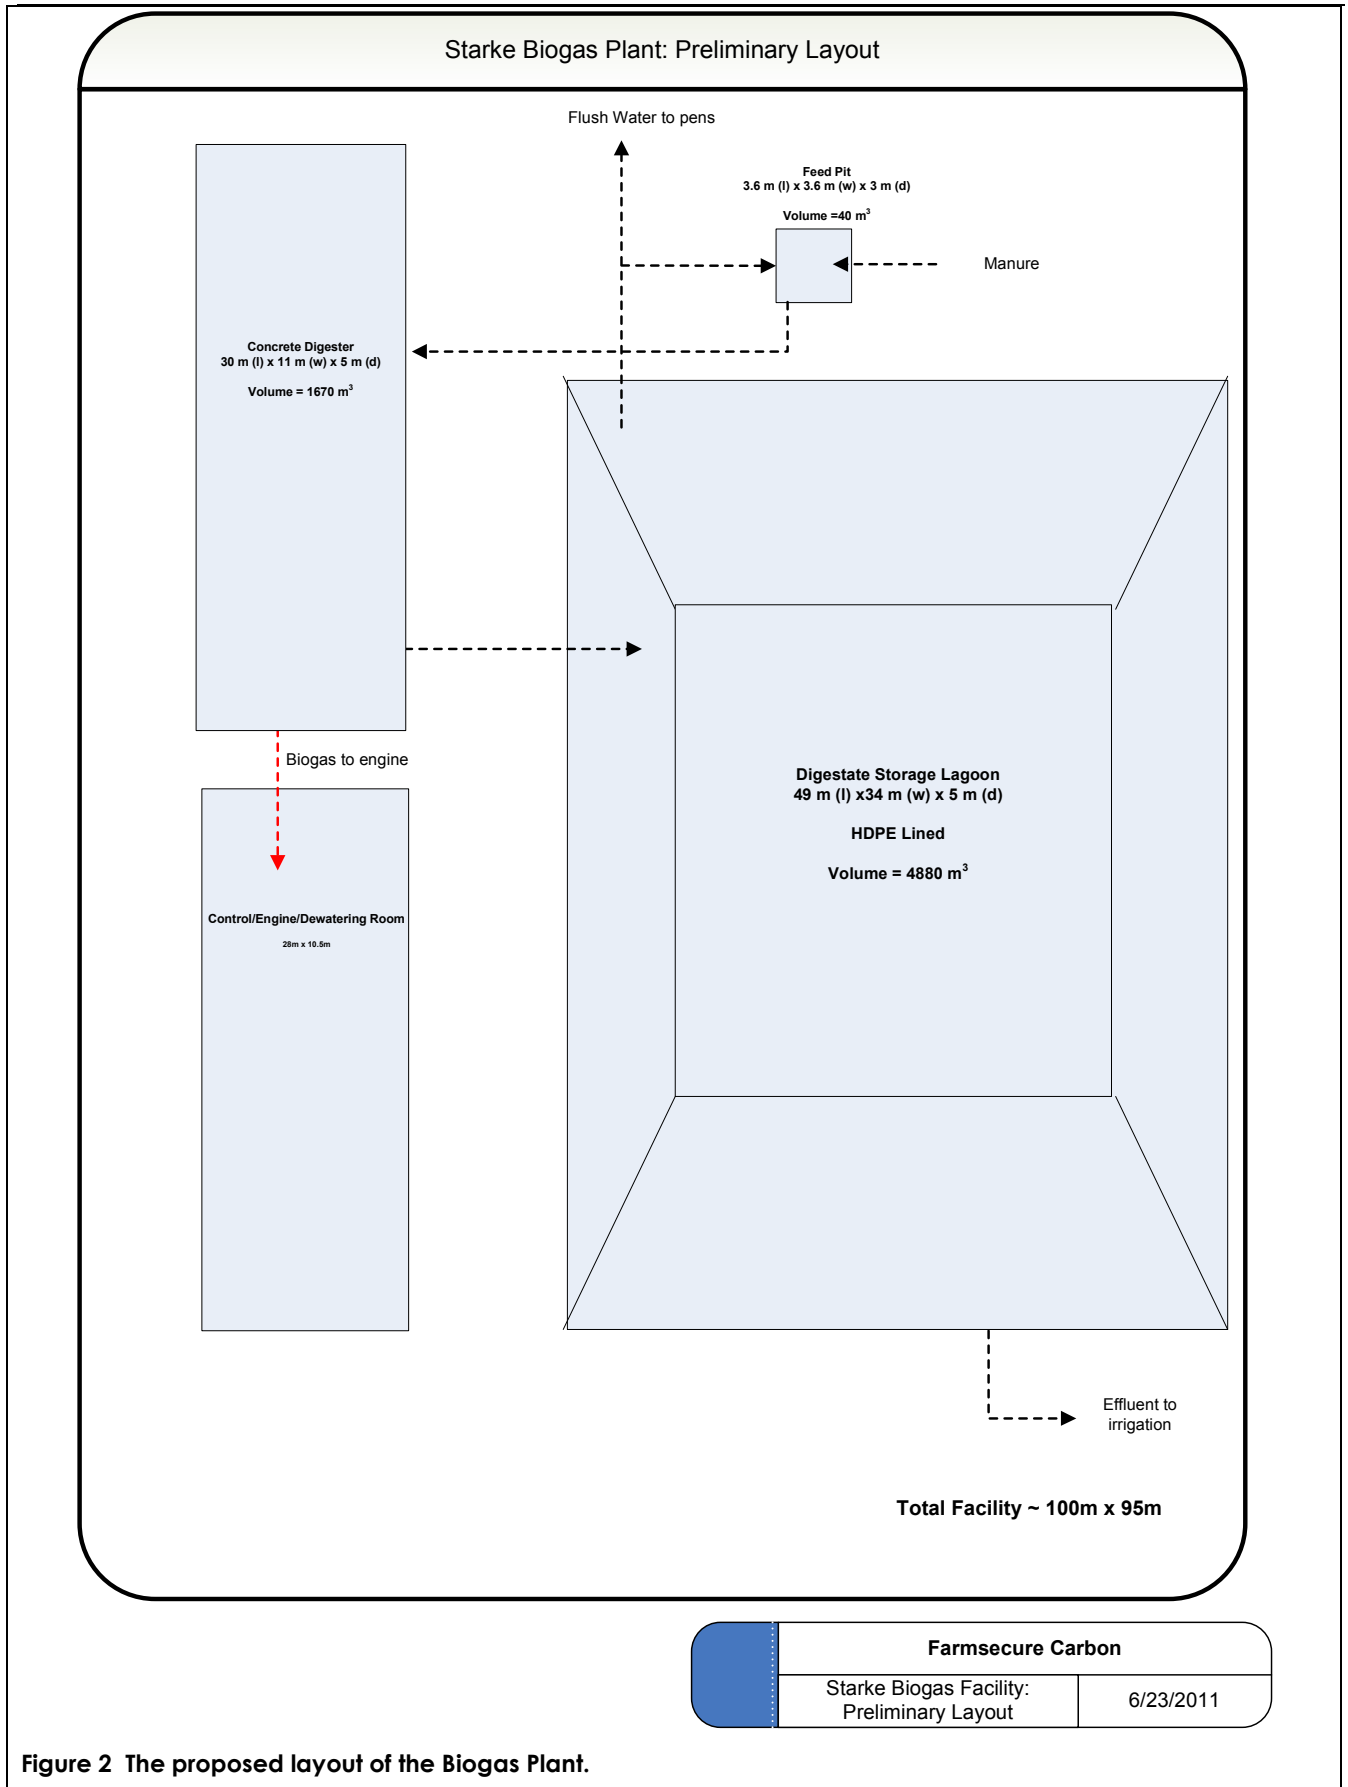 Starke Biogas Plant: Preliminary Layout
Flush Water to pens
Feed Pit
3.6 m (l) x 3.6 m (w) x 3 m (d)
Volume =40 m³
Manure
Concrete Digester
30 m (l) x 11 m (w) x 5 m (d)
Volume = 1670 m³
Biogas to engine
Digestate Storage Lagoon
49 m (l) x34 m (w) x 5 m (d)
HDPE Lined
Volume = 4880 m³
Control/Engine/Dewatering Room
28m x 10.5m
Effluent to
irrigation
Total Facility ~ 100m x 95m
Farmsecure Carbon
Starke Biogas Facility:
Preliminary Layout
6/23/2011
Figure 2  The proposed layout of the Biogas Plant.